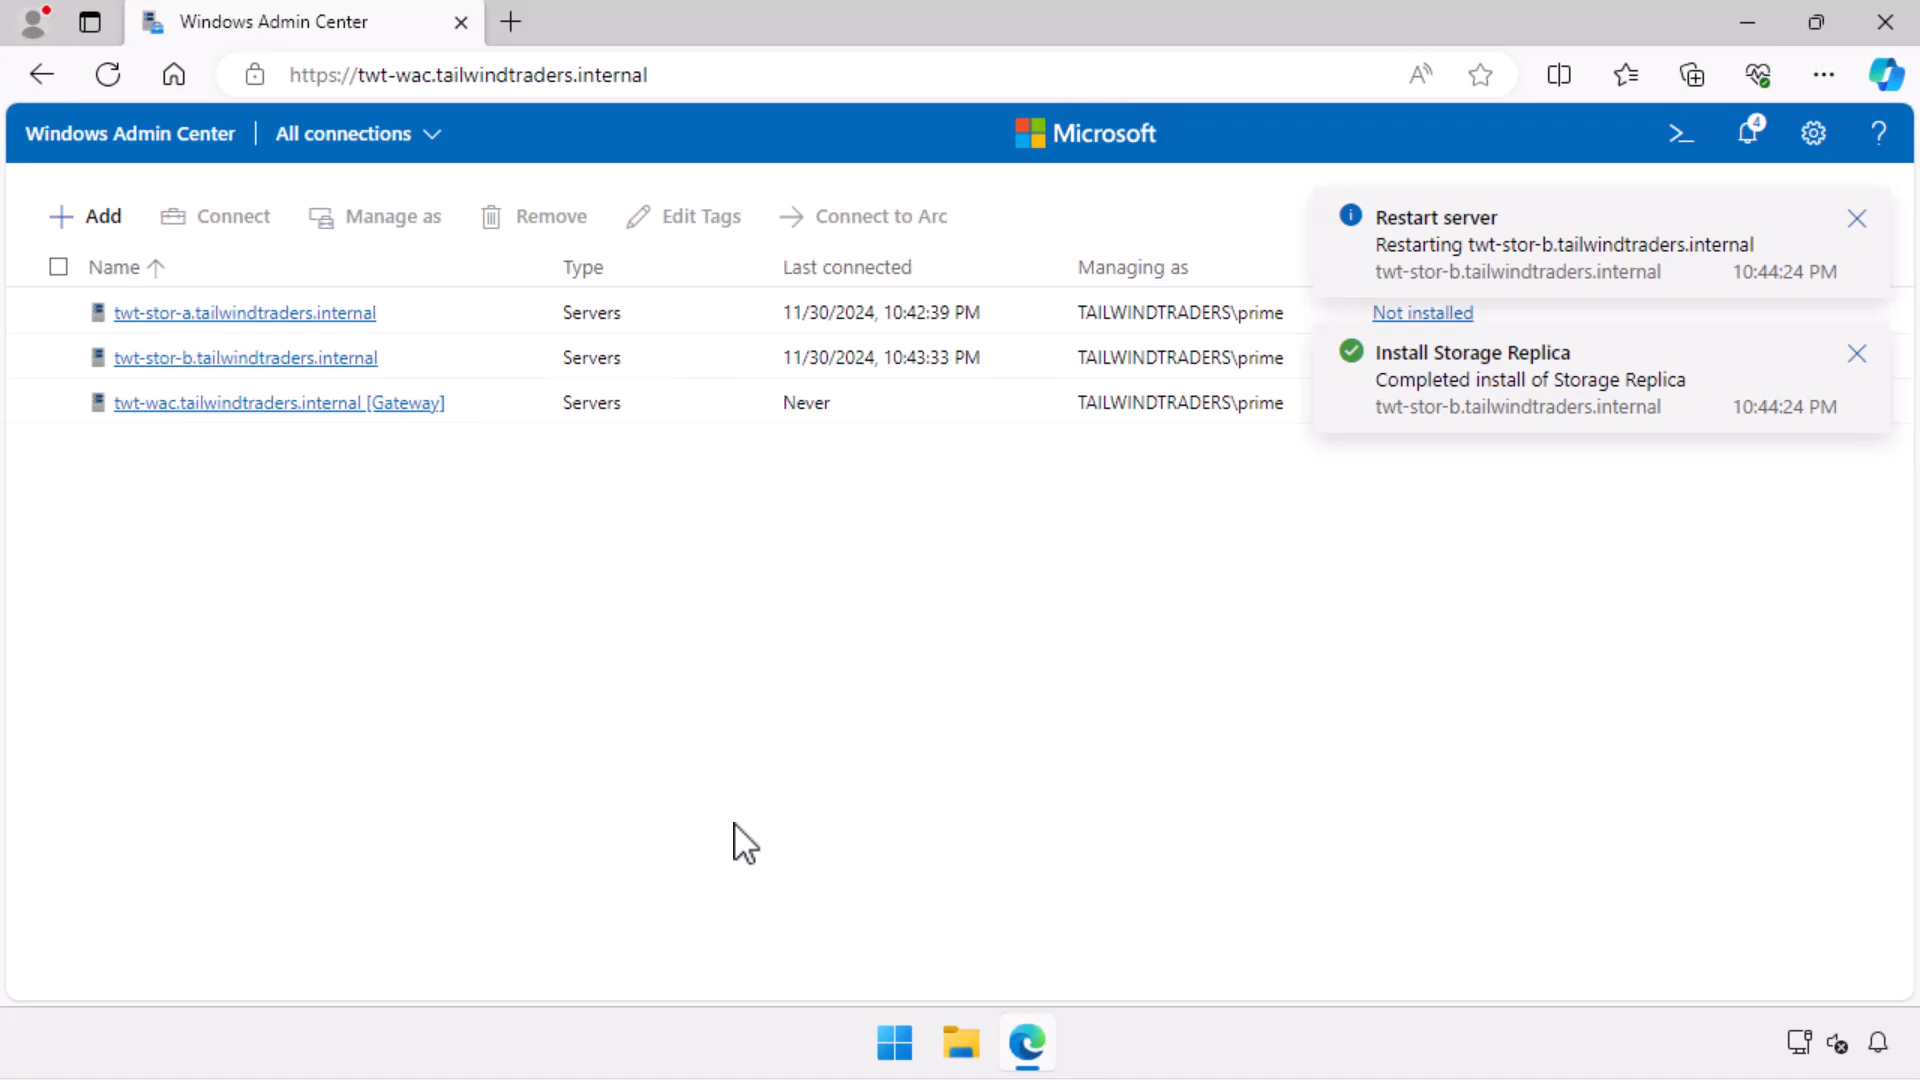 Windows Admin Center
https://twt-wac.tailwindtraders.internal
Windows Admin Center | All connections
Microsoft
4
Add
Connect
Manage as
Remove
Edit Tags
Connect to Arc
Name
Type
Last connected
Managing as
twt-stor-a.tailwindtraders.internal
Servers
11/30/2024, 10:42:39 PM
TAILWINDTRADERS\prime
Not installed
twt-stor-b.tailwindtraders.internal
Servers
11/30/2024, 10:43:33 PM
TAILWINDTRADERS\prime
twt-wac.tailwindtraders.internal [Gateway]
Servers
Never
TAILWINDTRADERS\prime
Restart server
Restarting twt-stor-b.tailwindtraders.internal
twt-stor-b.tailwindtraders.internal 10:44:24 PM
Install Storage Replica
Completed install of Storage Replica
twt-stor-b.tailwindtraders.internal 10:44:24 PM